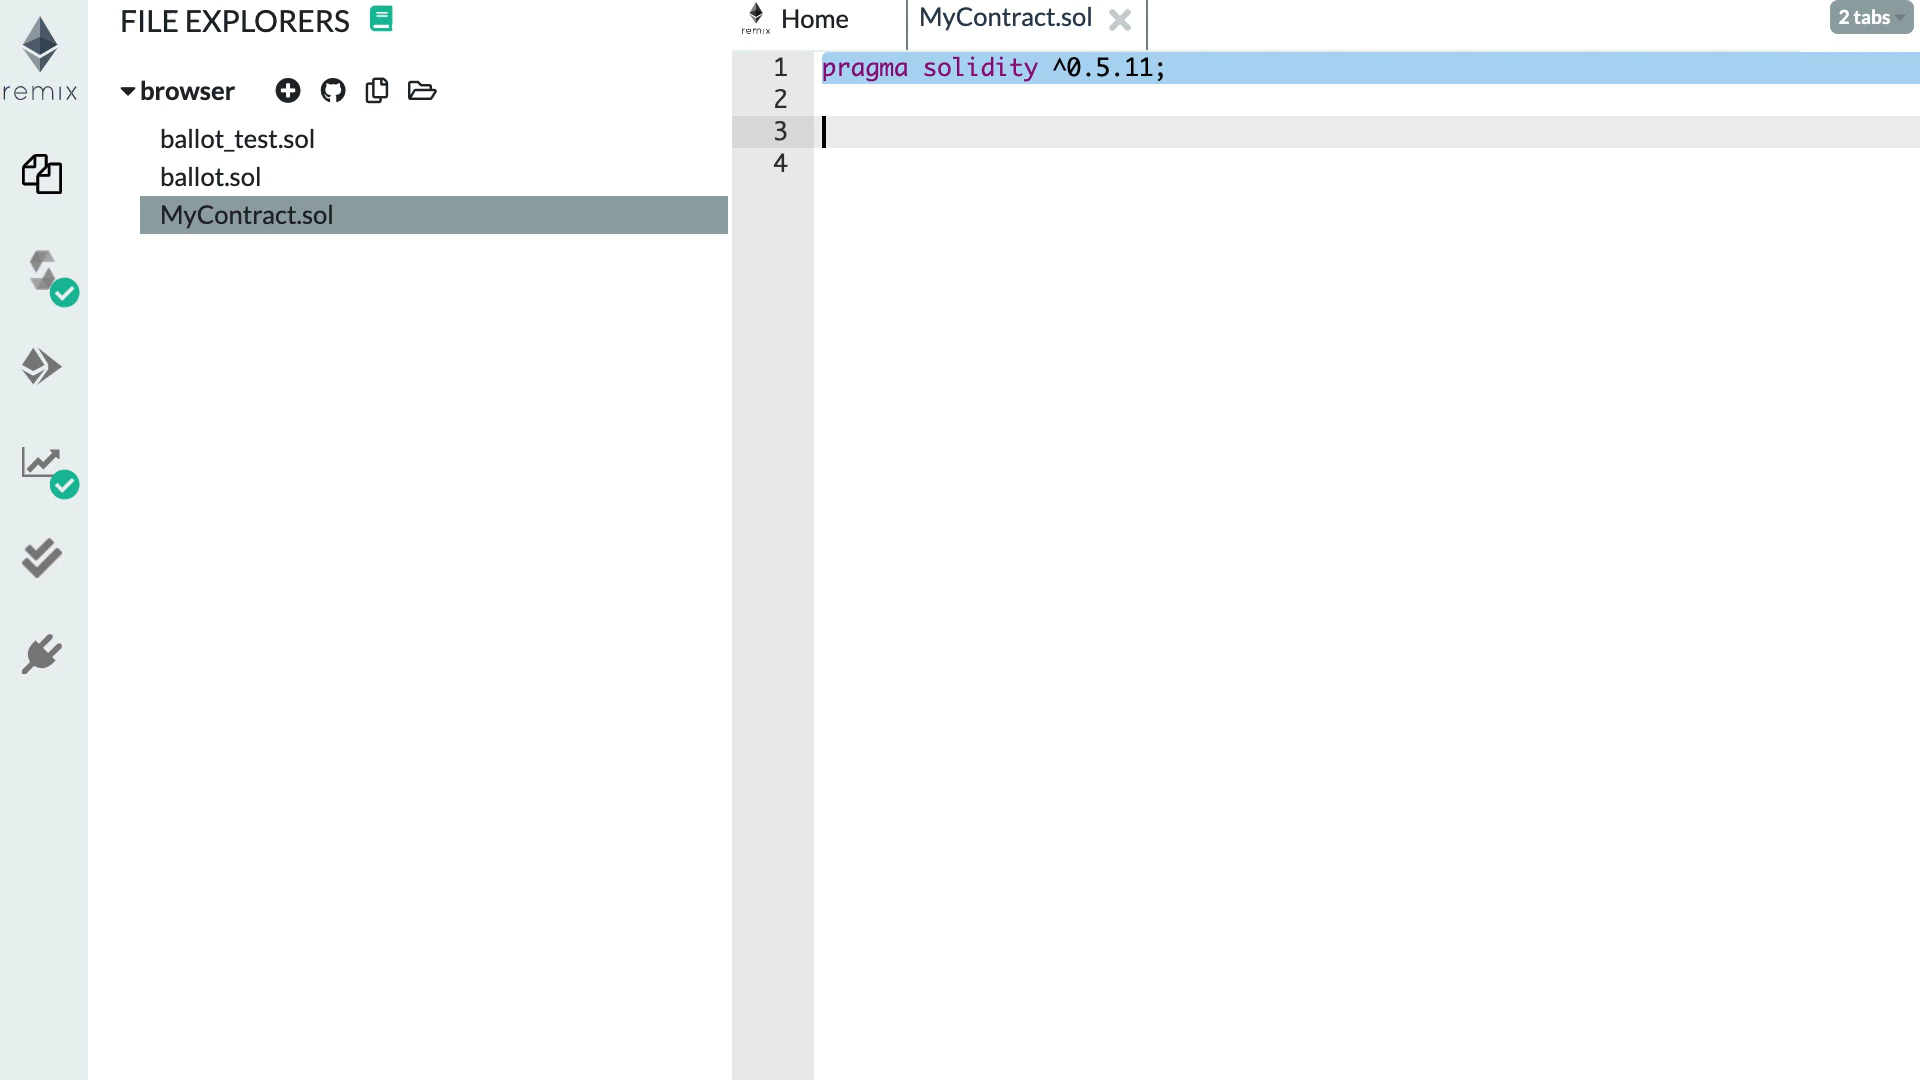 remix
FILE EXPLORERS
browser
ballot_test.sol
ballot.sol
MyContract.sol
remix
Home
MyContract.sol
2 tabs
1 pragma solidity ^0.5.11;
2
3
4